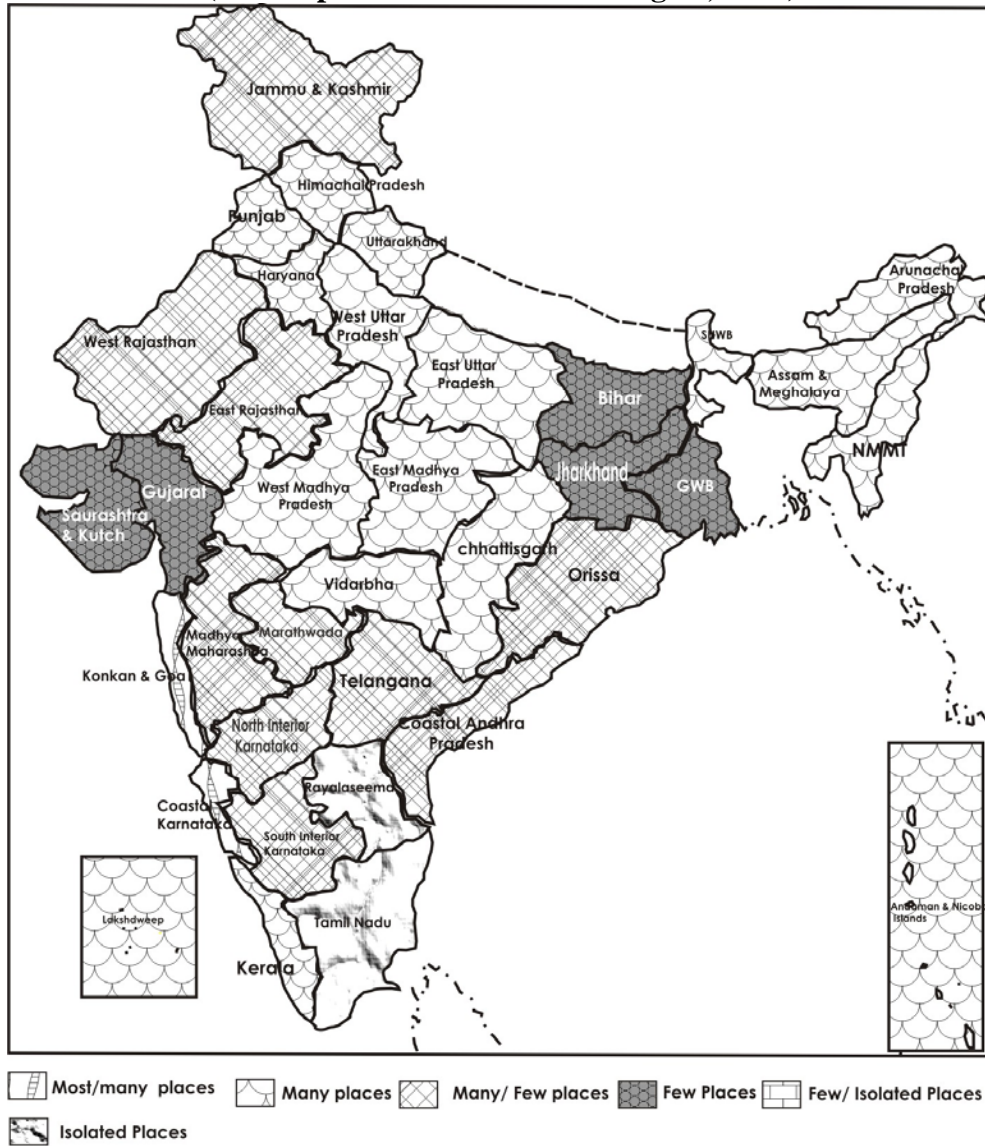 Jammu & Kashmir
Himachal Pradesh
Punjab
Uttarakhand
Haryana
Arunachal
Pradesh
West Rajasthan
West Uttar
Pradesh
East Uttar
Pradesh
SHWB
Assam &
Meghalaya
East Rajasthan
Bihar
NMMT
Gujarat
West Madhya
Pradesh
East Madhya
Pradesh
Jharkhand
GWB
Saurashtra
& Kutch
chhattisgarh
Vidarbha
Orissa
Madhya
Maharashtra
Marathwada
Konkan & Goa
Telangana
North Interior
Karnataka
Coastal Andhra
Pradesh
Rayalaseema
Coastal
Karnataka
South Interior
Karnataka
Lakshdweep
Tamil Nadu
Andaman & Nicobo
Islands
Kerala
Most/many places
Many places
Many/ Few places
Few Places
Few/ Isolated Places
Isolated Places